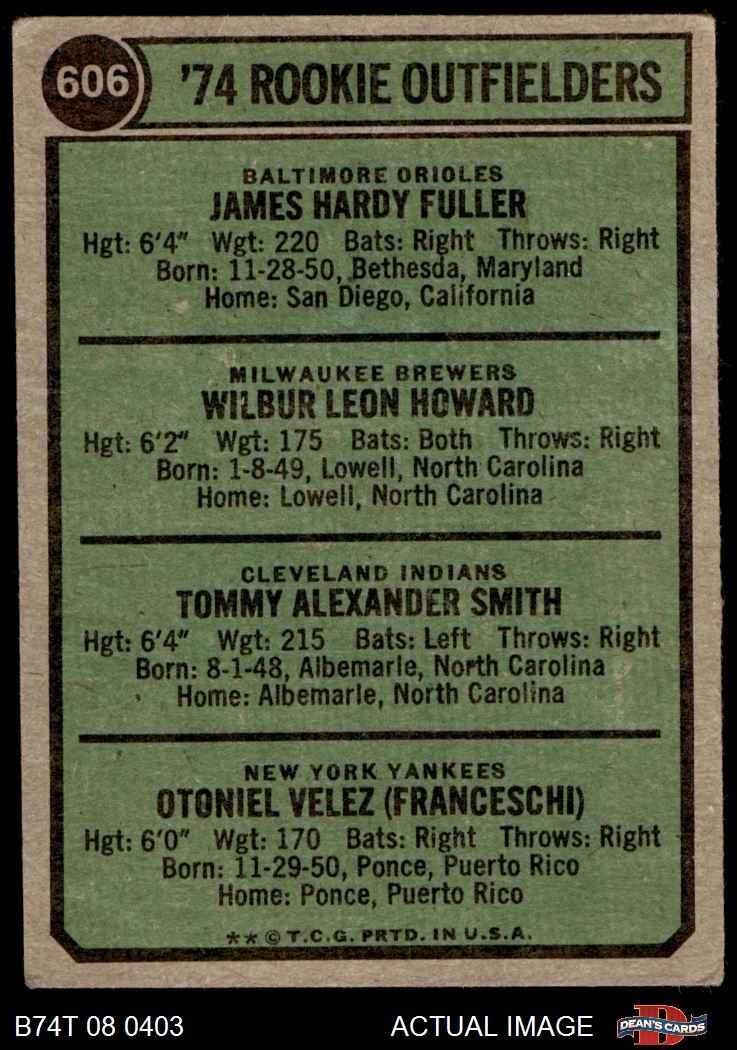 606 '74 ROOKIE OUTFIELDERS
BALTIMORE ORIOLES
JAMES HARDY FULLER
Hgt: 6'4" Wgt: 220 Bats: Right Throws: Right
Born: 11-28-50, Bethesda, Maryland
Home: San Diego, California
MILWAUKEE BREWERS
WILBUR LEON HOWARD
Hgt: 6'2" Wgt: 175 Bats: Both Throws: Right
Born: 1-8-49, Lowell, North Carolina
Home: Lowell, North Carolina
CLEVELAND INDIANS
TOMMY ALEXANDER SMITH
Hgt: 6'4" Wgt: 215 Bats: Left Throws: Right
Born: 8-1-48, Albemarle, North Carolina
Home: Albemarle, North Carolina
NEW YORK YANKEES
OTONIEL VELEZ (FRANCESCHI)
Hgt: 6'0" Wgt: 170 Bats: Right Throws: Right
Born: 11-29-50, Ponce, Puerto Rico
Home: Ponce, Puerto Rico
** © T.C.G. PRTD. IN U.S.A.
B74T 08 0403 ACTUAL IMAGE D DEAN'S CARDS